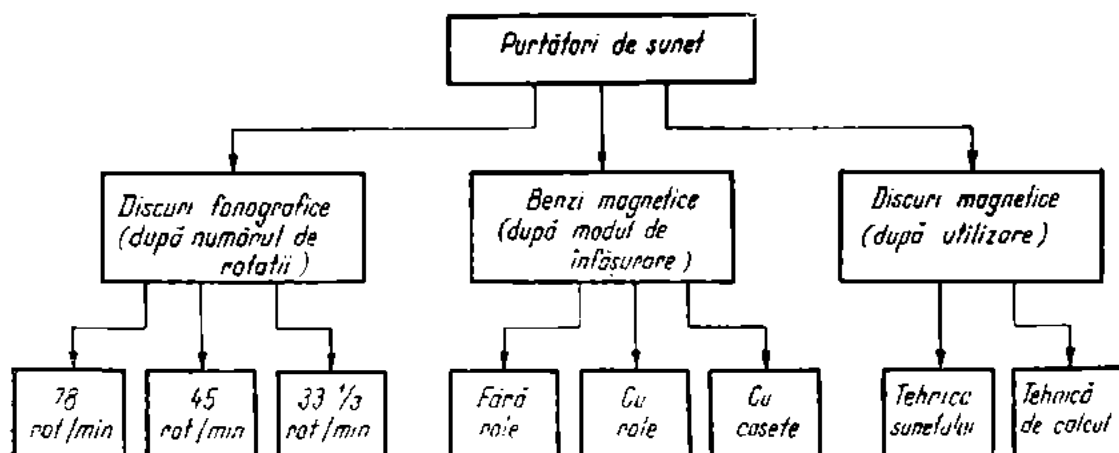 Purtători de sunet
Discuri fonografice
(după numărul de
rotatii)
Benzi magnetice
(după modul de
înfășurare)
Discuri magnetice
(după utilizare)
78
rot/min
45
rot/min
33 1/3
rot/min
Fără
role
Cu
role
Cu
casete
Tehnica
sunetului
Tehnică
de calcul